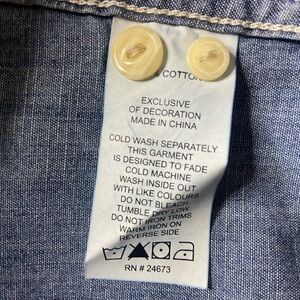 COTTON
EXCLUSIVE
OF DECORATION
MADE IN CHINA
COLD WASH SEPARATELY
THIS GARMENT
IS DESIGNED TO FADE
COLD MACHINE
WASH INSIDE OUT
WITH LIKE COLOURS
DO NOT BLEACH
TUMBLE DRY LOW
DO NOT IRON TRIMS
WARM IRON ON
REVERSE SIDE
RN # 24673